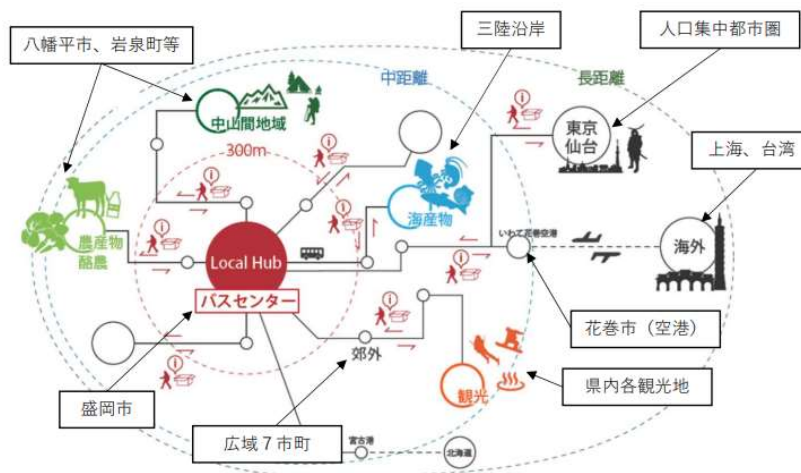 八幡平市、岩泉町等
三陸沿岸
人口集中都市圏
中距離
長距離
中山間地域
300m
東京
仙台
上海、台湾
農産物
酪農
海産物
いわて花巻空港
海外
Local Hub
バスセンター
郊外
観光
花巻市（空港）
県内各観光地
盛岡市
広域７市町
宮古港
北海道